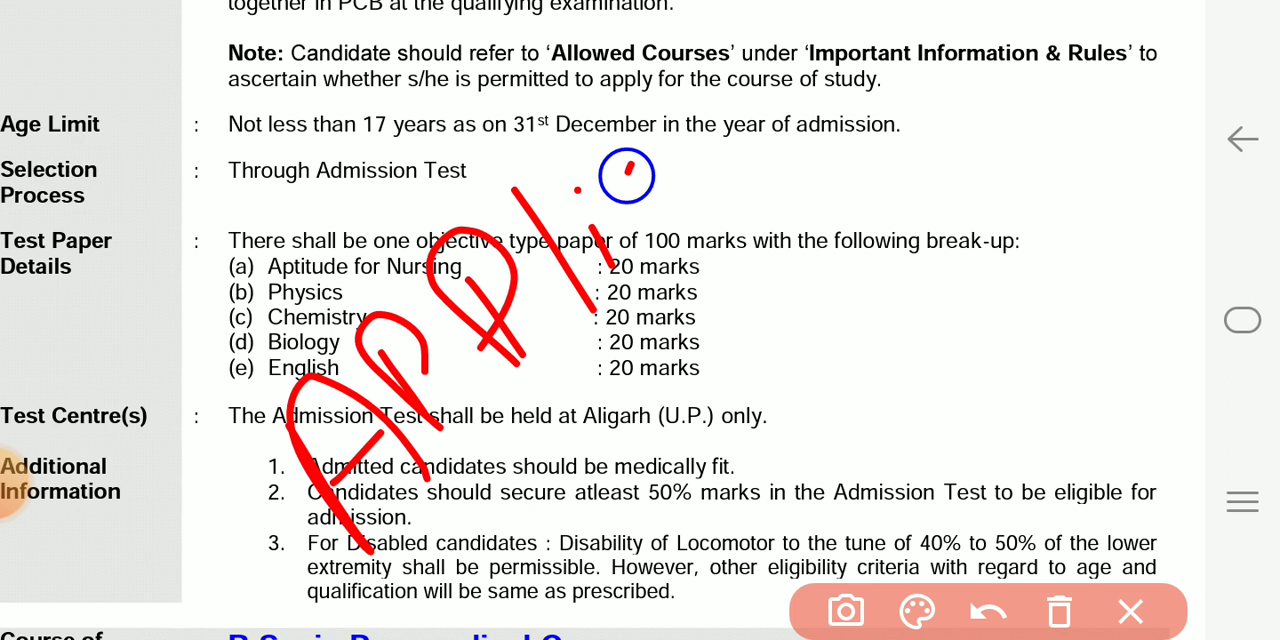 together in PCB at the qualifying examination.
Note: Candidate should refer to ‘Allowed Courses’ under ‘Important Information & Rules’ to
ascertain whether s/he is permitted to apply for the course of study.
Age Limit : Not less than 17 years as on 31st December in the year of admission.
Selection Process : Through Admission Test
Test Paper Details : There shall be one objective type paper of 100 marks with the following break-up:
(a) Aptitude for Nursing : 20 marks
(b) Physics : 20 marks
(c) Chemistry : 20 marks
(d) Biology : 20 marks
(e) English : 20 marks
Test Centre(s) : The Admission Test shall be held at Aligarh (U.P.) only.
Additional Information
1. Admitted candidates should be medically fit.
2. Candidates should secure atleast 50% marks in the Admission Test to be eligible for
admission.
3. For Disabled candidates : Disability of Locomotor to the tune of 40% to 50% of the lower
extremity shall be permissible. However, other eligibility criteria with regard to age and
qualification will be same as prescribed.
Course of